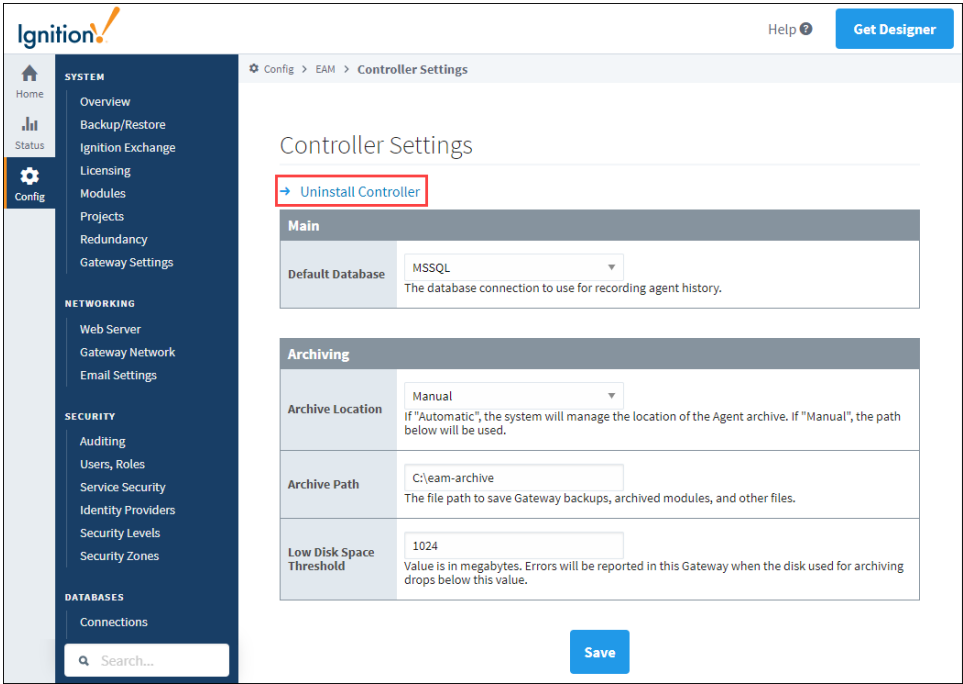 Ignition!
Help
Get Designer
Home
Status
Config
SYSTEM
Overview
Backup/Restore
Ignition Exchange
Licensing
Modules
Projects
Redundancy
Gateway Settings
NETWORKING
Web Server
Gateway Network
Email Settings
SECURITY
Auditing
Users, Roles
Service Security
Identity Providers
Security Levels
Security Zones
DATABASES
Connections
Search...
Config > EAM > Controller Settings
Controller Settings
→ Uninstall Controller
Main
Default Database
MSSQL
The database connection to use for recording agent history.
Archiving
Archive Location
Manual
If "Automatic", the system will manage the location of the Agent archive. If "Manual", the path
below will be used.
Archive Path
C:\eam-archive
The file path to save Gateway backups, archived modules, and other files.
Low Disk Space
Threshold
1024
Value is in megabytes. Errors will be reported in this Gateway when the disk used for archiving
drops below this value.
Save